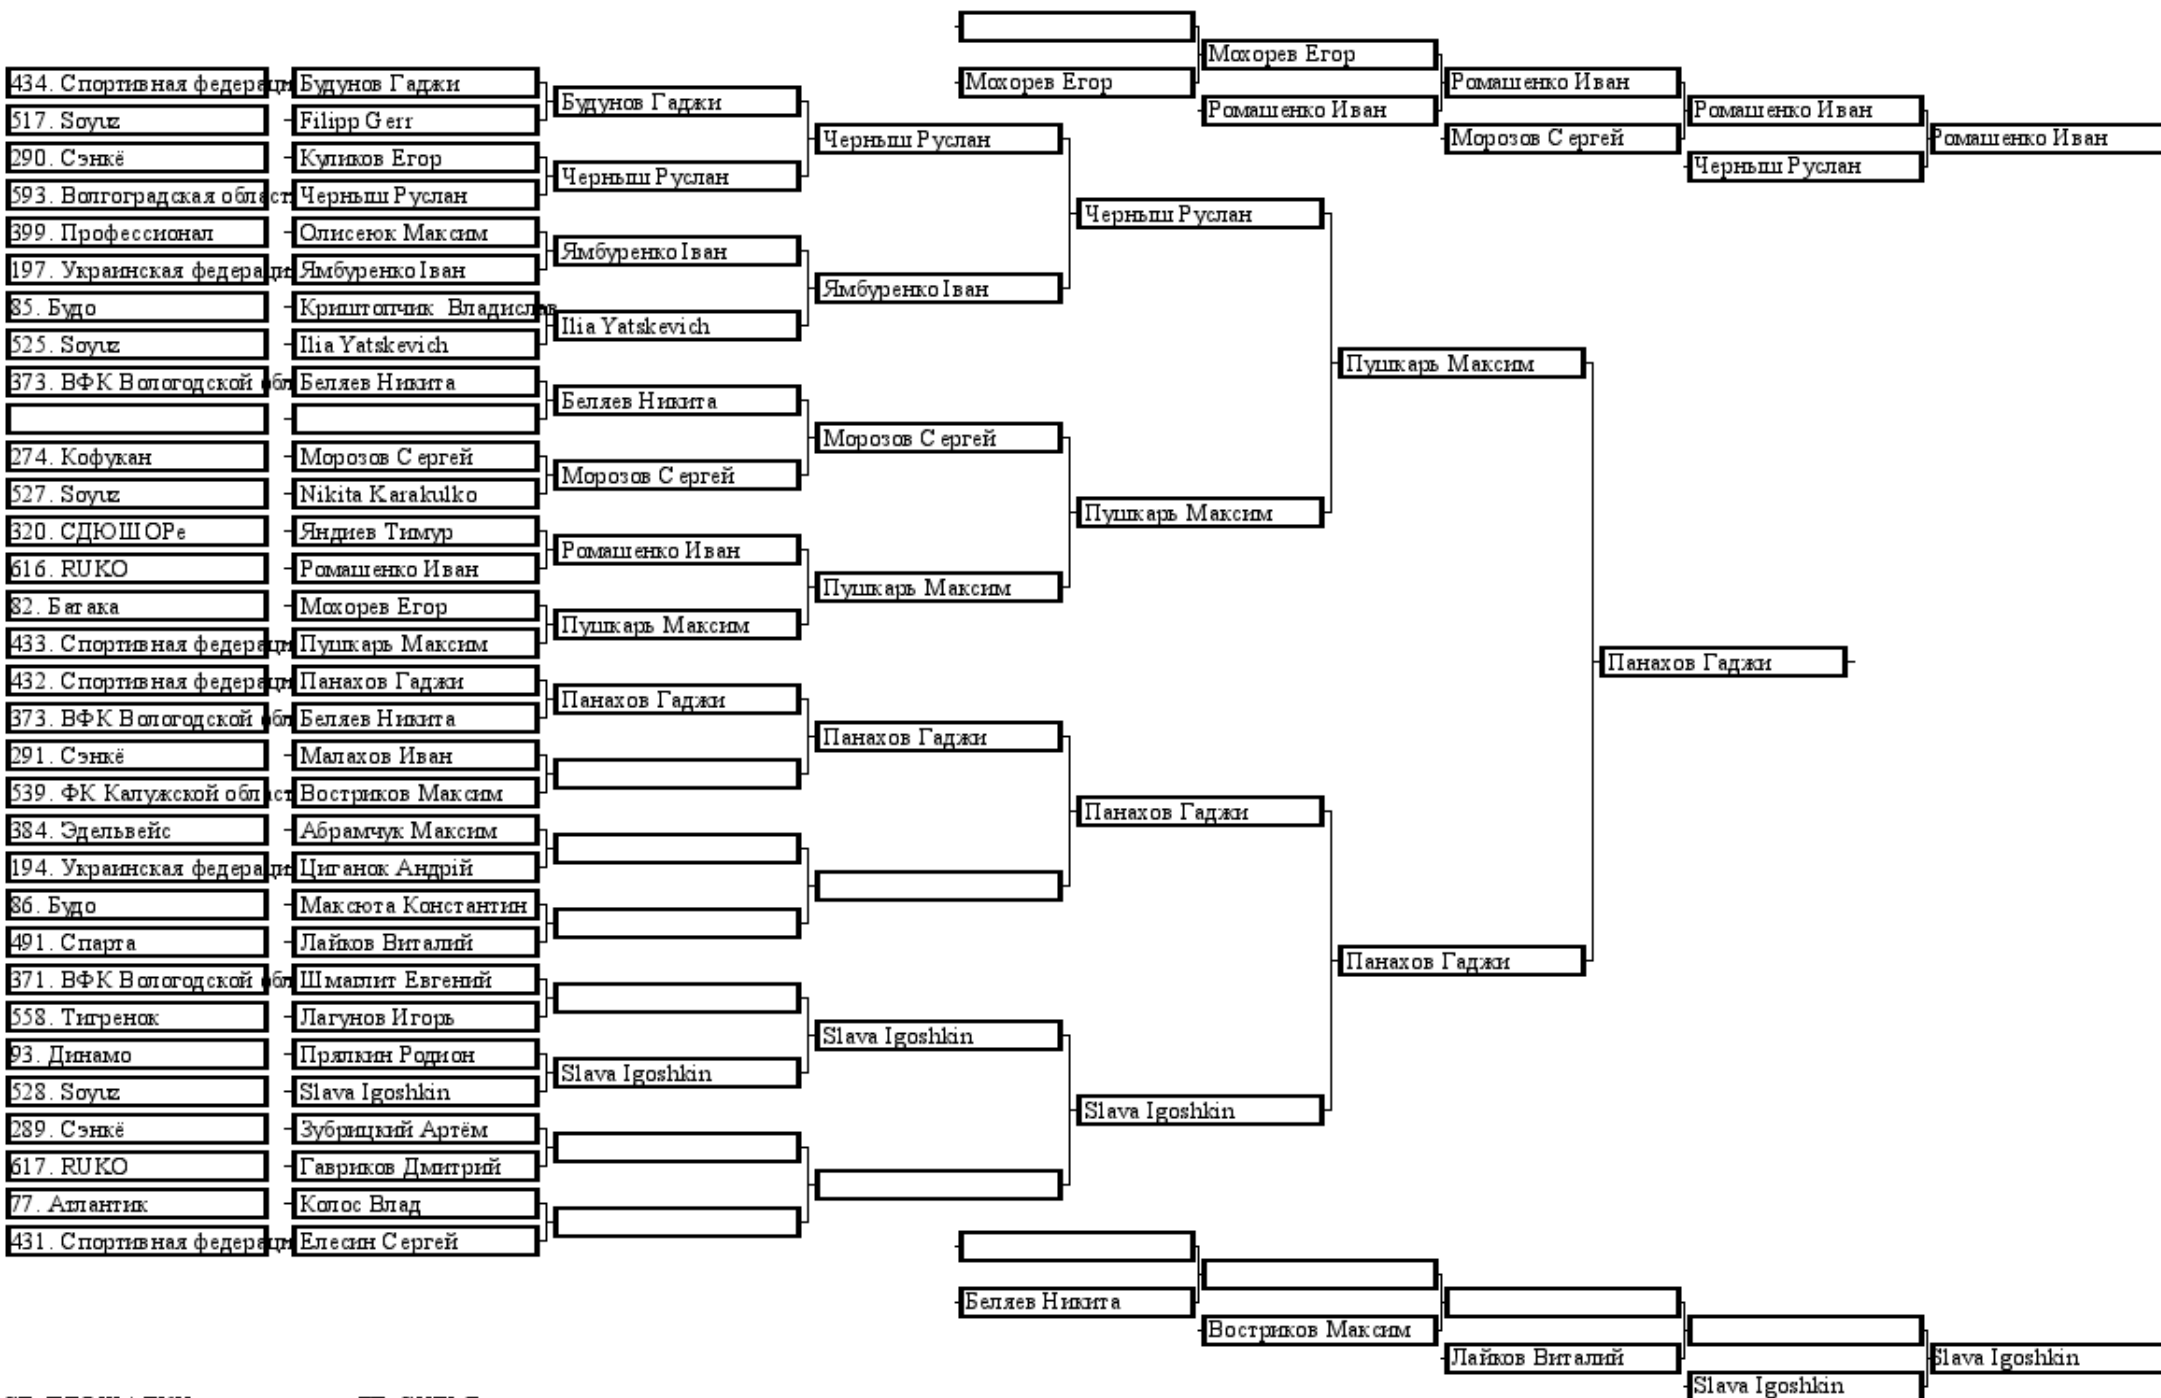 Мохорев Егор
Мохорев Егор
Ромашенко Иван
Ромашенко Иван
Морозов Сергей
Ромашенко Иван
Черныш Руслан
Ромашенко Иван
434. Спортивная федераци Будунов Гаджи
517. Soyuz Filipp Gerr
290. Сэнкё Куликов Егор
593. Волгоградская област Черныш Руслан
399. Профессионал Олисеюк Максим
197. Украинская федераци Ямбуренко Іван
85. Будо Криштопчик Владислав
525. Soyuz Ilia Yatskevich
373. ВФК Вологодской обл Беляев Никита
274. Кофукан Морозов Сергей
527. Soyuz Nikita Karakulko
320. СДЮШОРе Яндиев Тимур
616. RUKO Ромашенко Иван
82. Батака Мохорев Егор
433. Спортивная федераци Пушкарь Максим
432. Спортивная федераци Панахов Гаджи
373. ВФК Вологодской обл Беляев Никита
291. Сэнкё Малахов Иван
539. ФК Калужской област Востриков Максим
384. Эдельвейс Абрамчук Максим
194. Украинская федераци Циганок Андрій
86. Будо Максюта Константин
491. Спарта Лайков Виталий
371. ВФК Вологодской обл Шмаглит Евгений
558. Тигренок Лагунов Игорь
93. Динамо Прялкин Родион
528. Soyuz Slava Igoshkin
289. Сэнкё Зубрицкий Артём
617. RUKO Гавриков Дмитрий
77. Атлантик Колос Влад
431. Спортивная федераци Елесин Сергей
Будунов Гаджи
Черныш Руслан
Ямбуренко Іван
Ilia Yatskevich
Беляев Никита
Морозов Сергей
Ромашенко Иван
Пушкарь Максим
Панахов Гаджи
Slava Igoshkin
Черныш Руслан
Ямбуренко Іван
Морозов Сергей
Пушкарь Максим
Панахов Гаджи
Slava Igoshkin
Черныш Руслан
Пушкарь Максим
Панахов Гаджи
Slava Igoshkin
Пушкарь Максим
Панахов Гаджи
Панахов Гаджи
Беляев Никита
Востриков Максим
Лайков Виталий
Slava Igoshkin
Slava Igoshkin